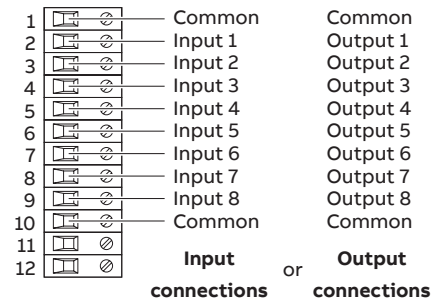 1 Common Common
2 Input 1 Output 1
3 Input 2 Output 2
4 Input 3 Output 3
5 Input 4 Output 4
6 Input 5 Output 5
7 Input 6 Output 6
8 Input 7 Output 7
9 Input 8 Output 8
10 Common Common
11
12
Input or Output
connections connections